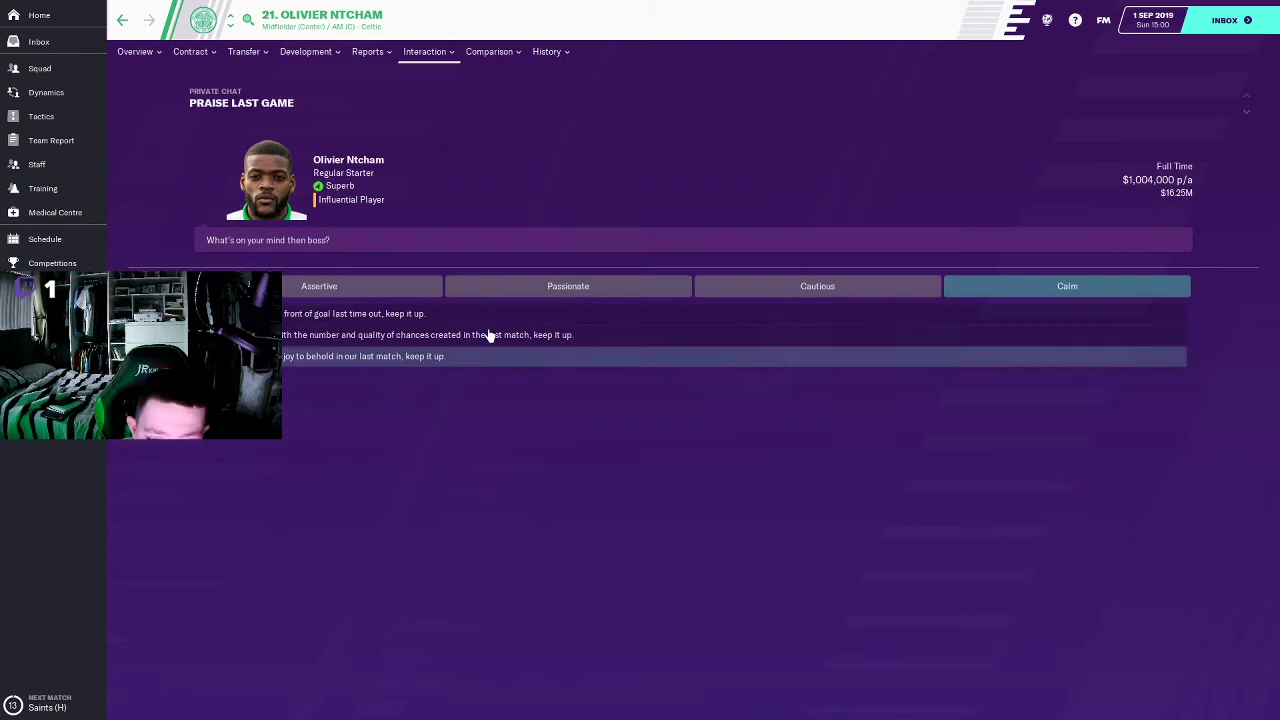 21. OLIVIER NTCHAM
Midfielder (Center) / AM (C) - Celtic
FM
1 SEP 2019
Sun 15:00
INBOX
Inbox
Squad
Dynamics
Tactics
Team Report
Staff
Training
Medical Centre
Schedule
Competitions
Overview
Contract
Transfer
Development
Reports
Interaction
Comparison
History
PRIVATE CHAT
PRAISE LAST GAME
Olivier Ntcham
Regular Starter
Superb
Influential Player
Full Time
$1,004,000 p/a
$16.25M
What's on your mind then boss?
Assertive
Passionate
Cautious
Calm
front of goal last time out, keep it up.
with the number and quality of chances created in the last match, keep it up.
joy to behold in our last match, keep it up.
1
13
NEXT MATCH
Saints (H)